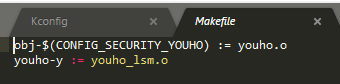 Kconfig
Makefile
obj-$(CONFIG_SECURITY_YOUHO) := youho.o
youho-y := youho_lsm.o